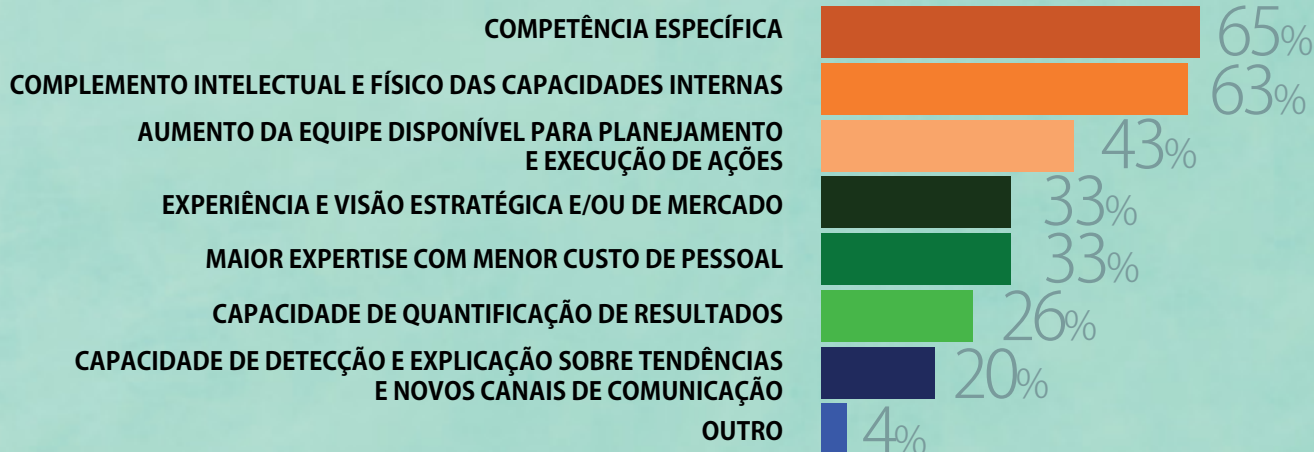 COMPETÊNCIA ESPECÍFICA 65%
COMPLEMENTO INTELECTUAL E FÍSICO DAS CAPACIDADES INTERNAS 63%
AUMENTO DA EQUIPE DISPONÍVEL PARA PLANEJAMENTO
E EXECUÇÃO DE AÇÕES 43%
EXPERIÊNCIA E VISÃO ESTRATÉGICA E/OU DE MERCADO 33%
MAIOR EXPERTISE COM MENOR CUSTO DE PESSOAL 33%
CAPACIDADE DE QUANTIFICAÇÃO DE RESULTADOS 26%
CAPACIDADE DE DETECÇÃO E EXPLICAÇÃO SOBRE TENDÊNCIAS
E NOVOS CANAIS DE COMUNICAÇÃO 20%
OUTRO 4%